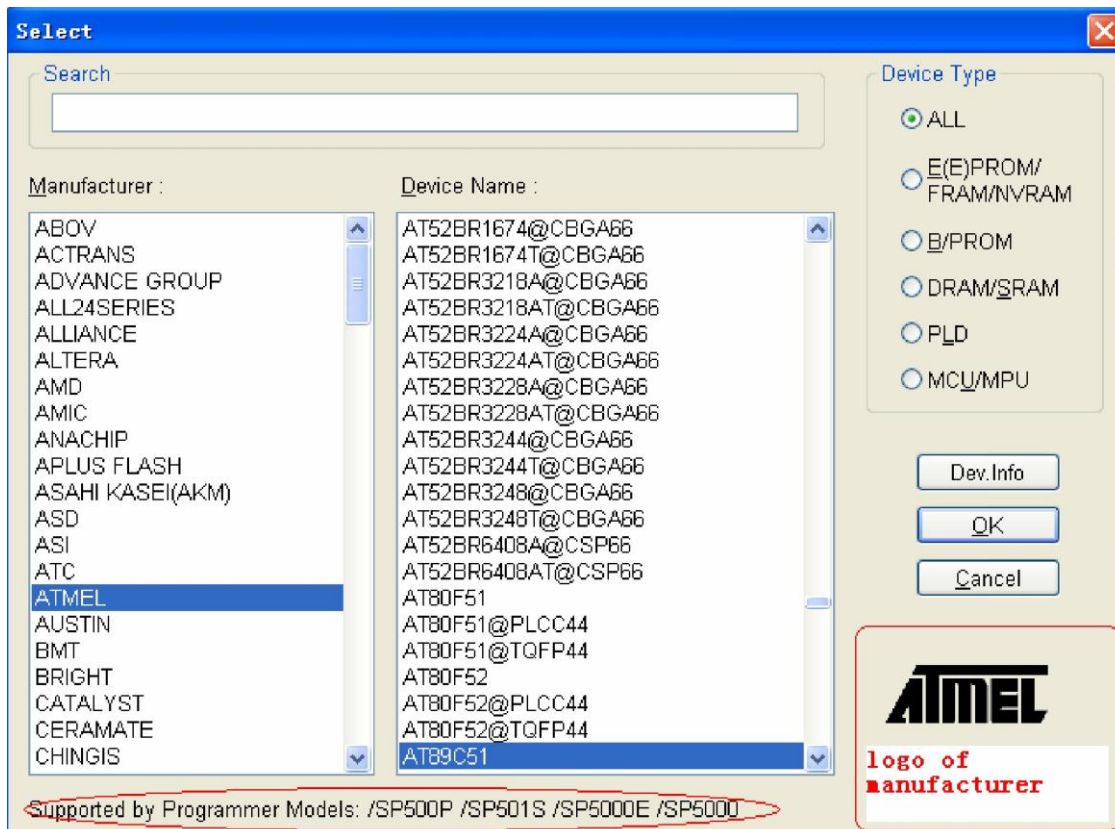 Select
Search
Manufacturer :
ABOV
ACTRANS
ADVANCE GROUP
ALL24SERIES
ALLIANCE
ALTERA
AMD
AMIC
ANACHIP
APLUS FLASH
ASAHI KASEI(AKM)
ASD
ASI
ATC
ATMEL
AUSTIN
BMT
BRIGHT
CATALYST
CERAMATE
CHINGIS
Device Name :
AT52BR1674@CBGA66
AT52BR1674T@CBGA66
AT52BR3218A@CBGA66
AT52BR3218AT@CBGA66
AT52BR3224A@CBGA66
AT52BR3224AT@CBGA66
AT52BR3228A@CBGA66
AT52BR3228AT@CBGA66
AT52BR3244@CBGA66
AT52BR3244T@CBGA66
AT52BR3248@CBGA66
AT52BR3248T@CBGA66
AT52BR6408A@CSP66
AT52BR6408AT@CSP66
AT80F51
AT80F51@PLCC44
AT80F51@TQFP44
AT80F52
AT80F52@PLCC44
AT80F52@TQFP44
AT89C51
Device Type
ALL
E(E)PROM/
FRAM/NVRAM
B/PROM
DRAM/SRAM
PLD
MCU/MPU
Dev.Info
OK
Cancel
ATMEL
logo of
manufacturer
Supported by Programmer Models: /SP500P /SP501S /SP5000E /SP5000